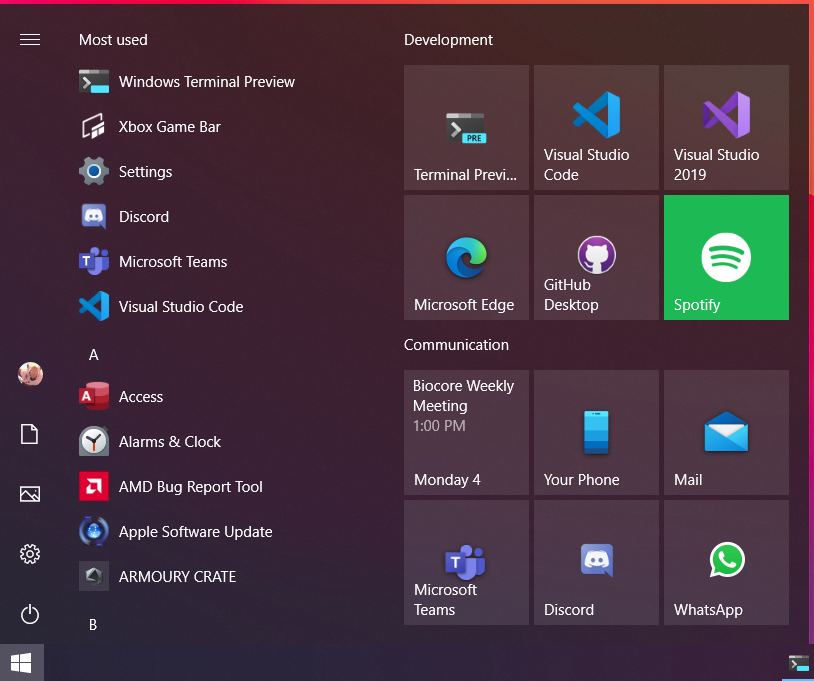 Most used
Windows Terminal Preview
Xbox Game Bar
Settings
Discord
Microsoft Teams
Visual Studio Code
A
Access
Alarms & Clock
AMD Bug Report Tool
Apple Software Update
ARMOURY CRATE
B
Development
PRE
Terminal Previ...
Visual Studio
Code
Visual Studio
2019
Microsoft Edge
GitHub
Desktop
Spotify
Communication
Biocore Weekly
Meeting
1:00 PM
Monday 4
Your Phone
Mail
Microsoft
Teams
Discord
WhatsApp